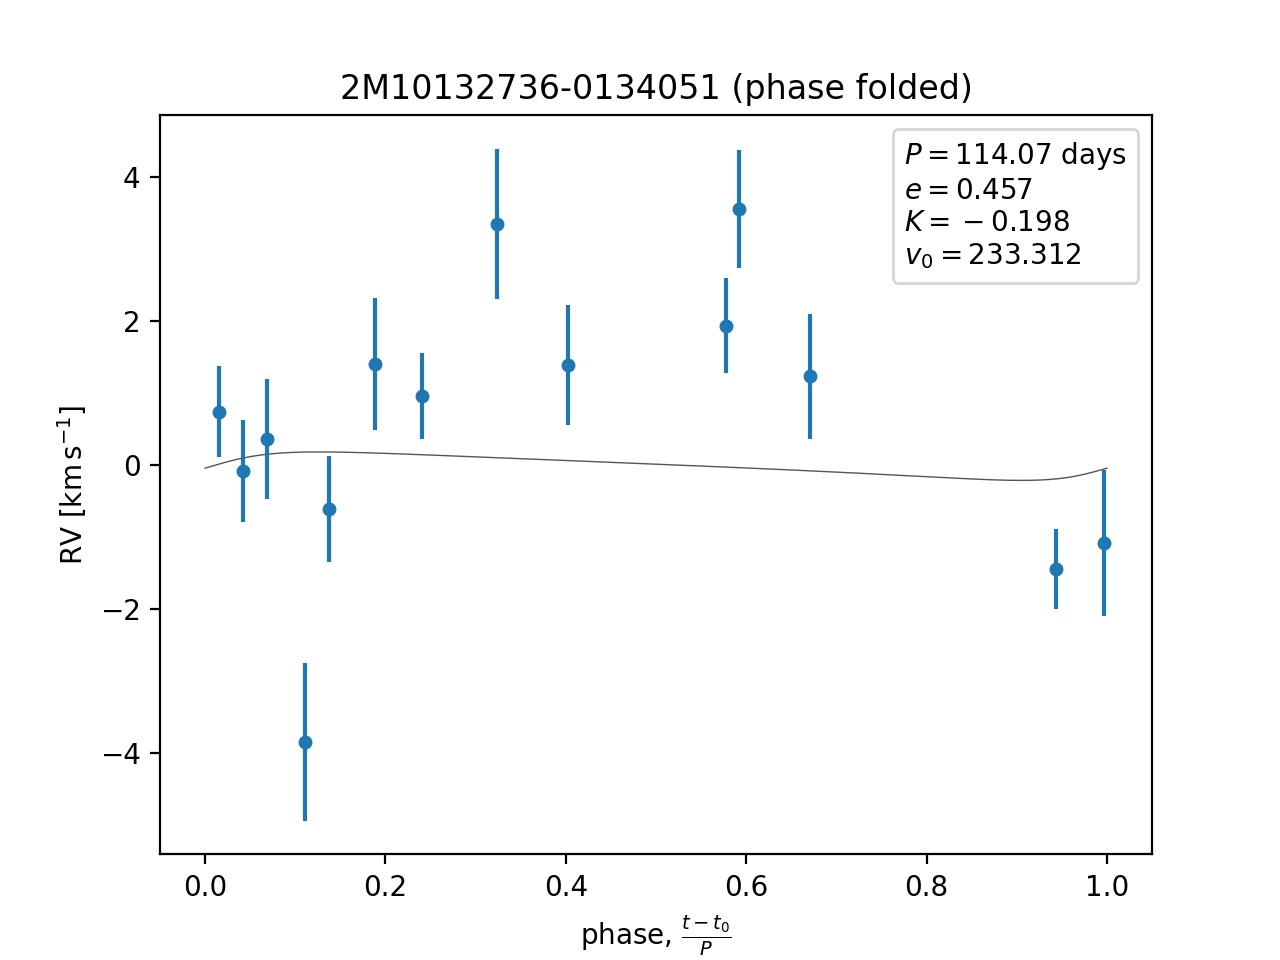 2M10132736-0134051 (phase folded)
P = 114.07 days
e = 0.457
K = −0.198
v₀ = 233.312
4
2
0
−2
−4
RV [km s⁻¹]
0.0 0.2 0.4 0.6 0.8 1.0
phase, (t − t₀)/P